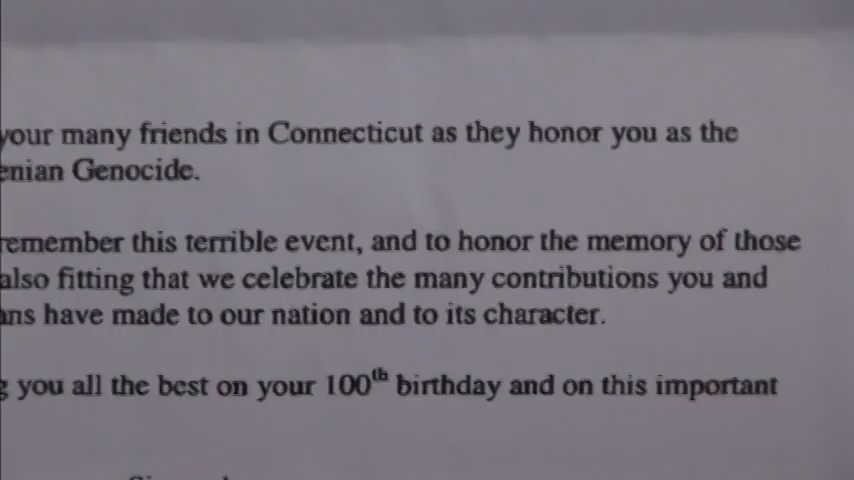 your many friends in Connecticut as they honor you as the
enian Genocide.
remember this terrible event, and to honor the memory of those
also fitting that we celebrate the many contributions you and
ans have made to our nation and to its character.
g you all the best on your 100th birthday and on this important